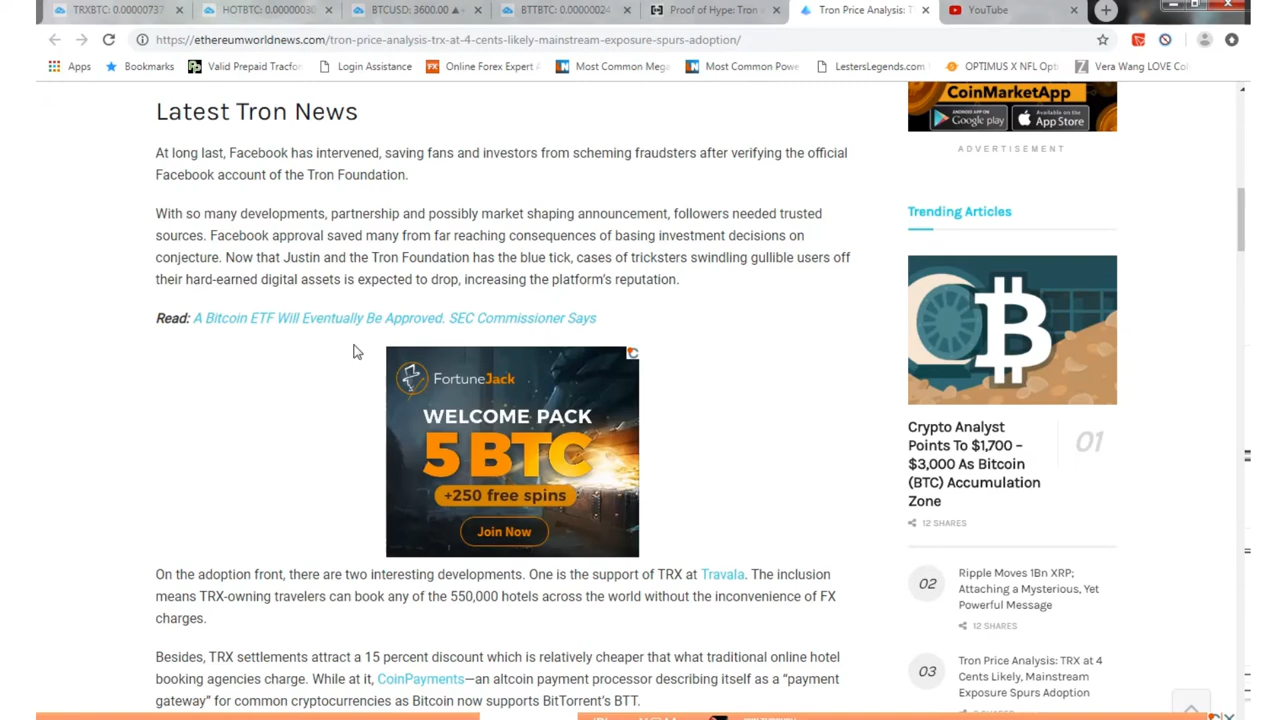 TRXBTC: 0.00000737
HOTBTC: 0.00000030
BTCUSD: 3600.00
BTTBTC: 0.00000024
Proof of Hype: Tron
Tron Price Analysis: T
YouTube
https://ethereumworldnews.com/tron-price-analysis-trx-at-4-cents-likely-mainstream-exposure-spurs-adoption/
Apps
Bookmarks
Valid Prepaid Tracfor
Login Assistance
Online Forex Expert
Most Common Mega
Most Common Powe
LestersLegends.com
OPTIMUS X NFL Opti
Vera Wang LOVE Co
Latest Tron News
At long last, Facebook has intervened, saving fans and investors from scheming fraudsters after verifying the official
Facebook account of the Tron Foundation.
With so many developments, partnership and possibly market shaping announcement, followers needed trusted
sources. Facebook approval saved many from far reaching consequences of basing investment decisions on
conjecture. Now that Justin and the Tron Foundation has the blue tick, cases of tricksters swindling gullible users off
their hard-earned digital assets is expected to drop, increasing the platform's reputation.
Read: A Bitcoin ETF Will Eventually Be Approved. SEC Commissioner Says
FortuneJack
WELCOME PACK
5 BTC
+250 free spins
Join Now
On the adoption front, there are two interesting developments. One is the support of TRX at Travala. The inclusion
means TRX-owning travelers can book any of the 550,000 hotels across the world without the inconvenience of FX
charges.
Besides, TRX settlements attract a 15 percent discount which is relatively cheaper that what traditional online hotel
booking agencies charge. While at it, CoinPayments—an altcoin payment processor describing itself as a "payment
gateway" for common cryptocurrencies as Bitcoin now supports BitTorrent's BTT.
CoinMarketApp
ANDROID APP ON
Google play
Available on the
App Store
ADVERTISEMENT
Trending Articles
Crypto Analyst
Points To $1,700 –
$3,000 As Bitcoin
(BTC) Accumulation
Zone
01
12 SHARES
02
Ripple Moves 1Bn XRP;
Attaching a Mysterious, Yet
Powerful Message
12 SHARES
03
Tron Price Analysis: TRX at 4
Cents Likely, Mainstream
Exposure Spurs Adoption